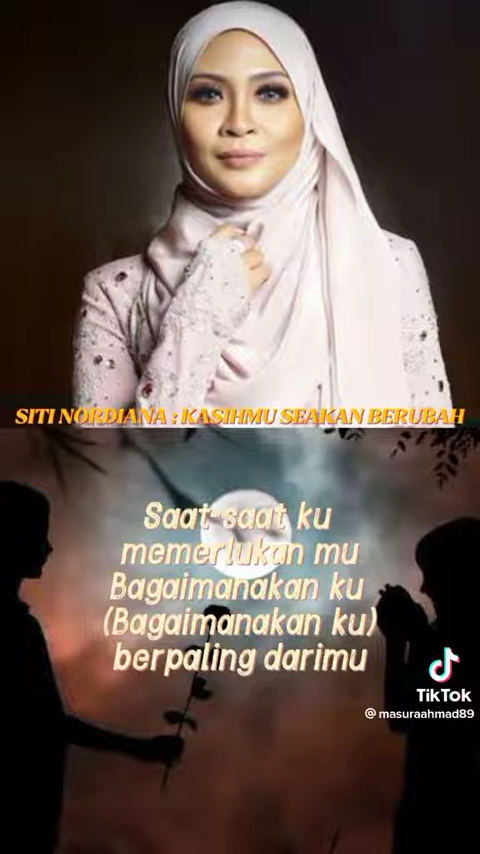 SITI NORDIANA : KASIHMU SEAKAN BERUBAH
Saat-saat ku
memerlukan mu
Bagaimanakan ku
(Bagaimanakan ku)
berpaling darimu
TikTok
@masuraahmad89